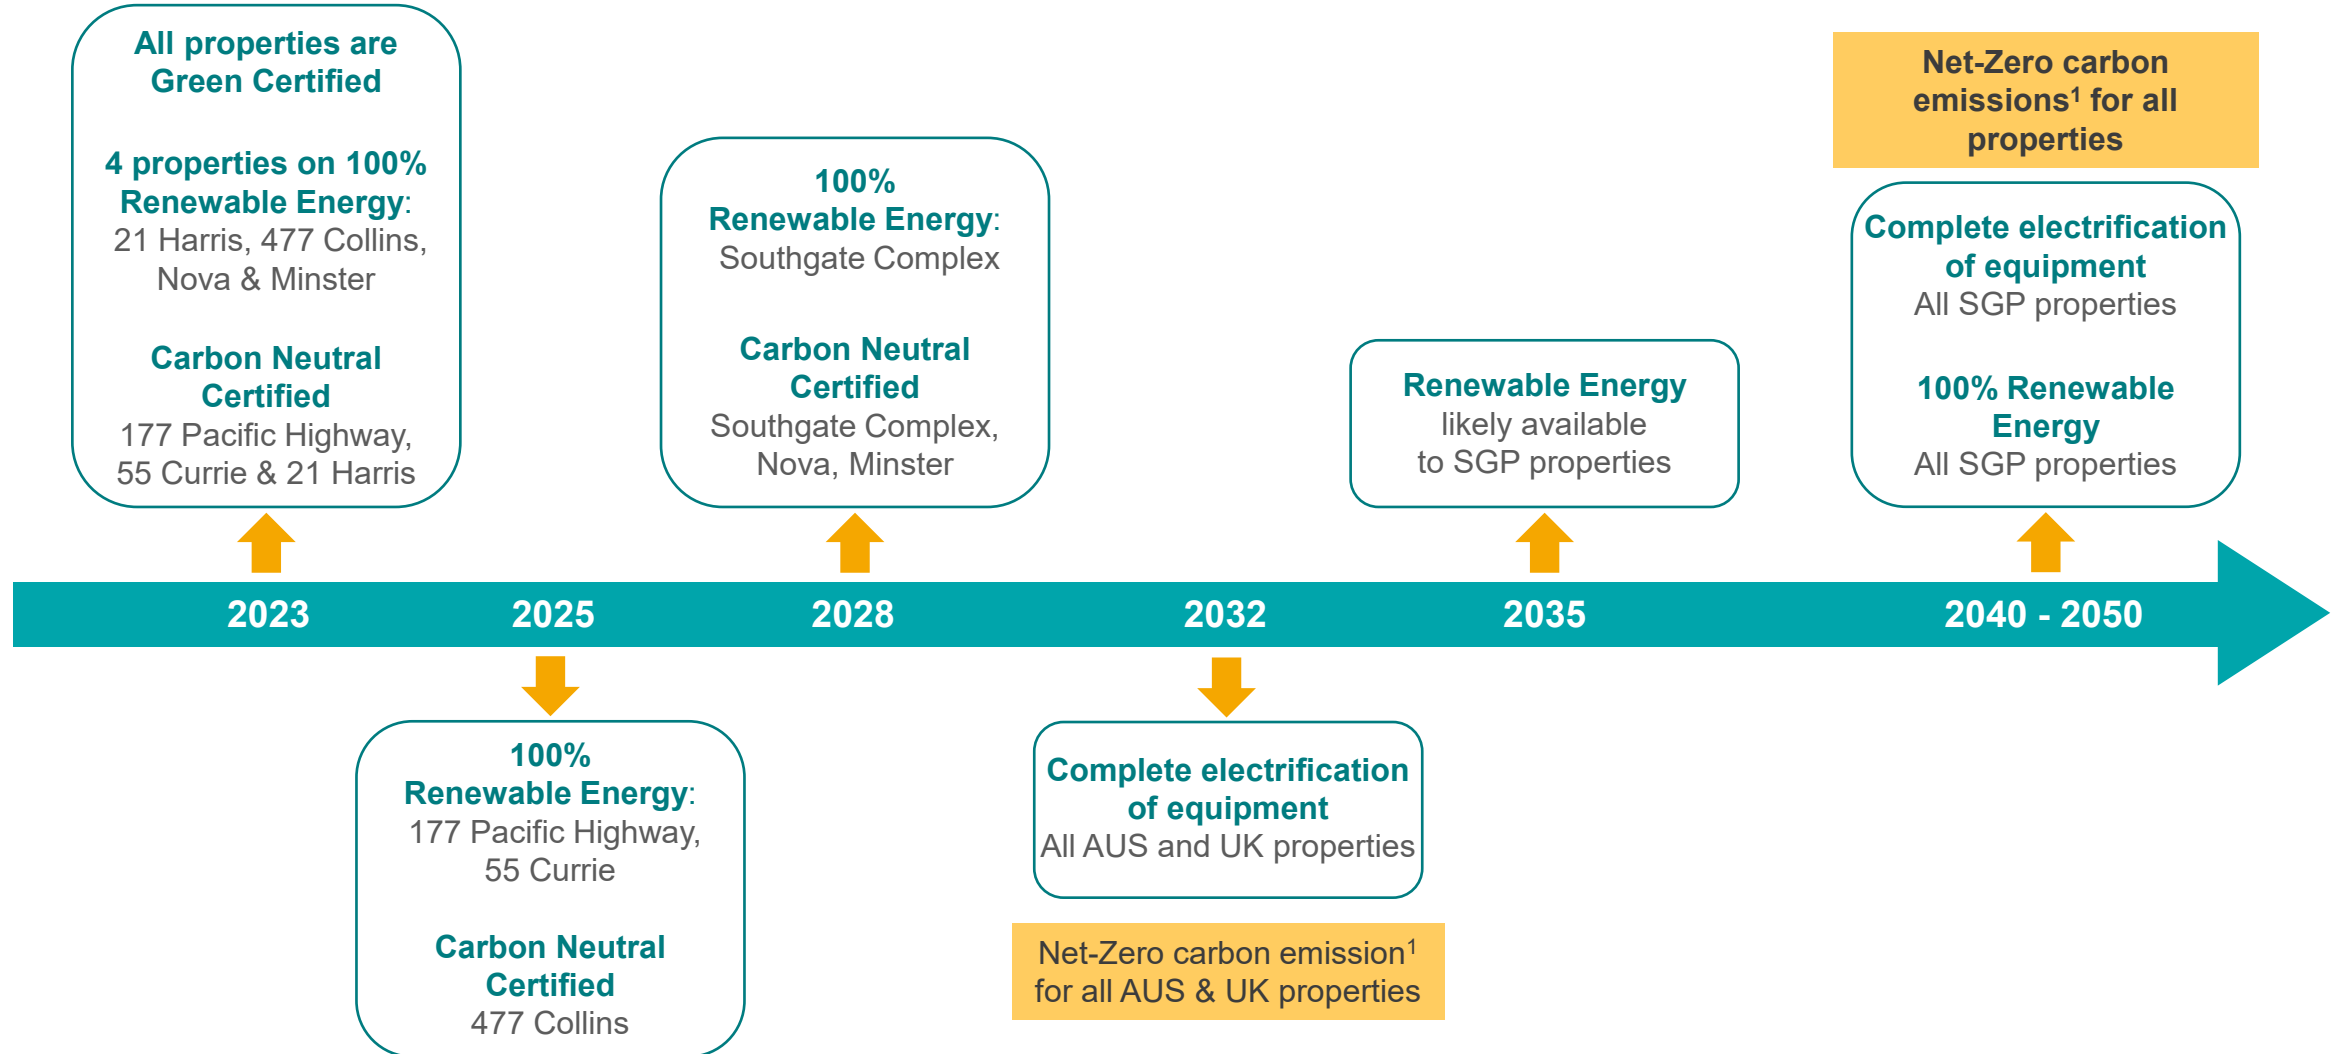 All properties are
Green Certified
4 properties on 100%
Renewable Energy:
21 Harris, 477 Collins,
Nova & Minster
Carbon Neutral
Certified
177 Pacific Highway,
55 Currie & 21 Harris
100%
Renewable Energy:
Southgate Complex
Carbon Neutral
Certified
Southgate Complex,
Nova, Minster
Renewable Energy
likely available
to SGP properties
Net-Zero carbon
emissions¹ for all
properties
Complete electrification
of equipment
All SGP properties
100% Renewable
Energy
All SGP properties
2023 2025 2028 2032 2035 2040 - 2050
100%
Renewable Energy:
177 Pacific Highway,
55 Currie
Carbon Neutral
Certified
477 Collins
Complete electrification
of equipment
All AUS and UK properties
Net-Zero carbon emission¹
for all AUS & UK properties